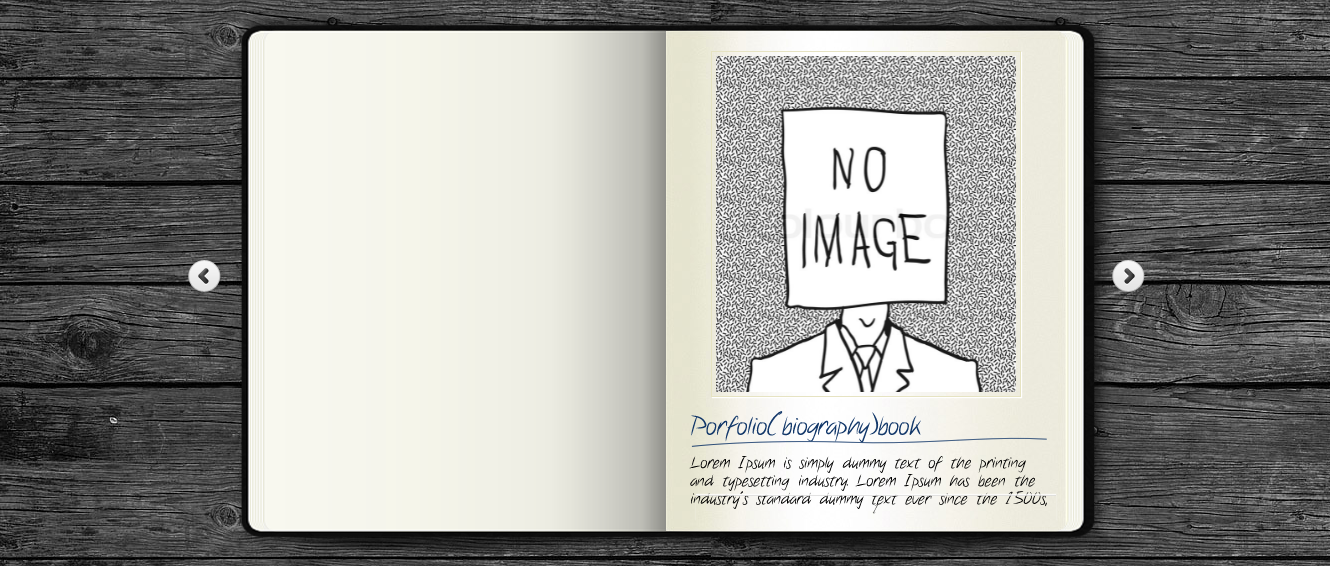 NO
IMAGE
Porfolio(biography)book
Lorem Ipsum is simply dummy text of the printing
and typesetting industry. Lorem Ipsum has been the
industry's standard dummy text ever since the 1500s,